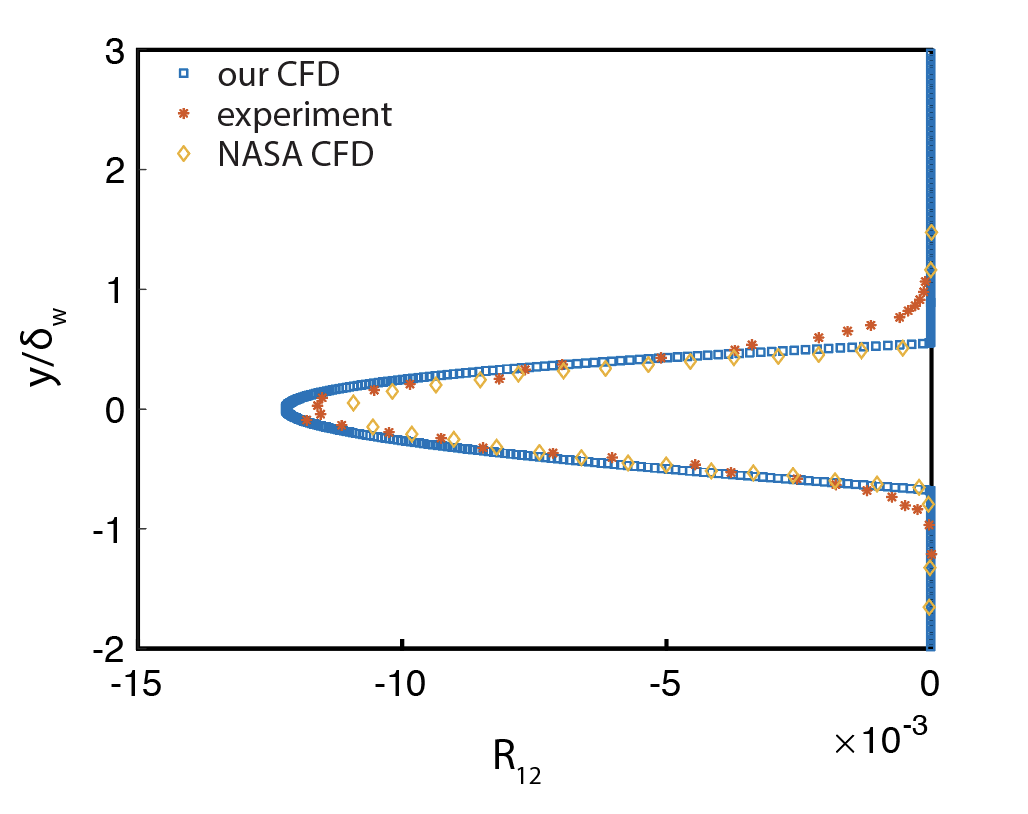 3
our CFD
experiment
NASA CFD
2
1
y/δw
0
-1
-2
-15 -10 -5 0
×10-3
R12